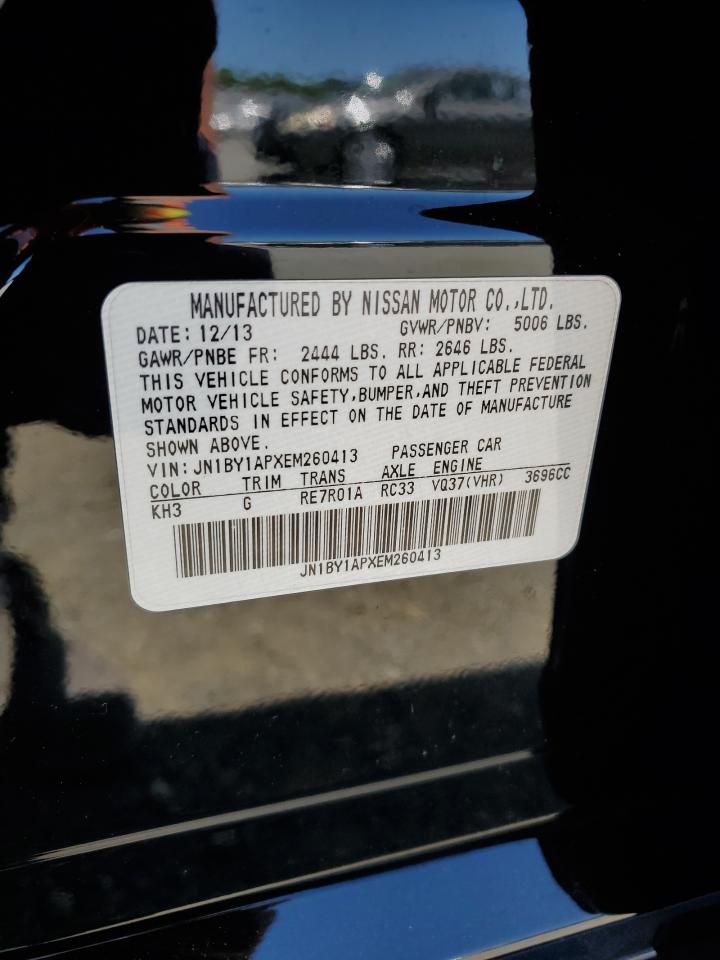 MANUFACTURED BY NISSAN MOTOR CO.,LTD.
DATE: 12/13 GVWR/PNBV: 5006 LBS.
GAWR/PNBE FR: 2444 LBS. RR: 2646 LBS.
THIS VEHICLE CONFORMS TO ALL APPLICABLE FEDERAL
MOTOR VEHICLE SAFETY,BUMPER,AND THEFT PREVENTION
STANDARDS IN EFFECT ON THE DATE OF MANUFACTURE
SHOWN ABOVE.
VIN: JN1BY1APXEM260413 PASSENGER CAR
COLOR TRIM TRANS AXLE ENGINE
KH3 G RE7R01A RC33 VQ37(VHR) 3696CC
JN1BY1APXEM260413